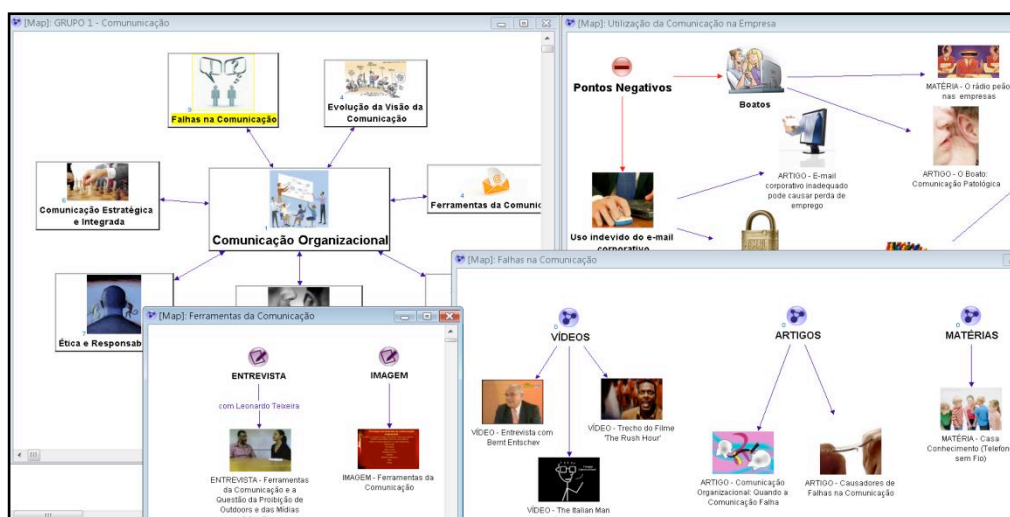 [Map]: GRUPO 1 - Comununicação
Falhas na Comunicação
Evolução da Visão da
Comunicação
Comunicação Estratégica
e Integrada
Comunicação Organizacional
Ferramentas da Comunic
Ética e Responsab
[Map]: Utilização da Comunicação na Empresa
Pontos Negativos
Boatos
MATÉRIA - O rádio peão
nas empresas
ARTIGO - E-mail
corporativo inadequado
pode causar perda de
emprego
ARTIGO - O Boato:
Comunicação Patológica
Uso indevido do e-mail
corporativo
[Map]: Ferramentas da Comunicação
ENTREVISTA
IMAGEM
com Leonardo Teixeira
ENTREVISTA - Ferramentas
da Comunicação e a
Questão da Proibição de
Outdoors e das Mídias
IMAGEM - Ferramentas da
Comunicação
[Map]: Falhas na Comunicação
VÍDEOS
ARTIGOS
MATÉRIAS
VÍDEO - Entrevista com
Bernt Entschev
VÍDEO - Trecho do Filme
'The Rush Hour'
VÍDEO - The Italian Man
ARTIGO - Comunicação
Organizacional: Quando a
Comunicação Falha
ARTIGO - Causadores de
Falhas na Comunicação
MATÉRIA - Casa
Conhecimento (Telefon
sem Fio)